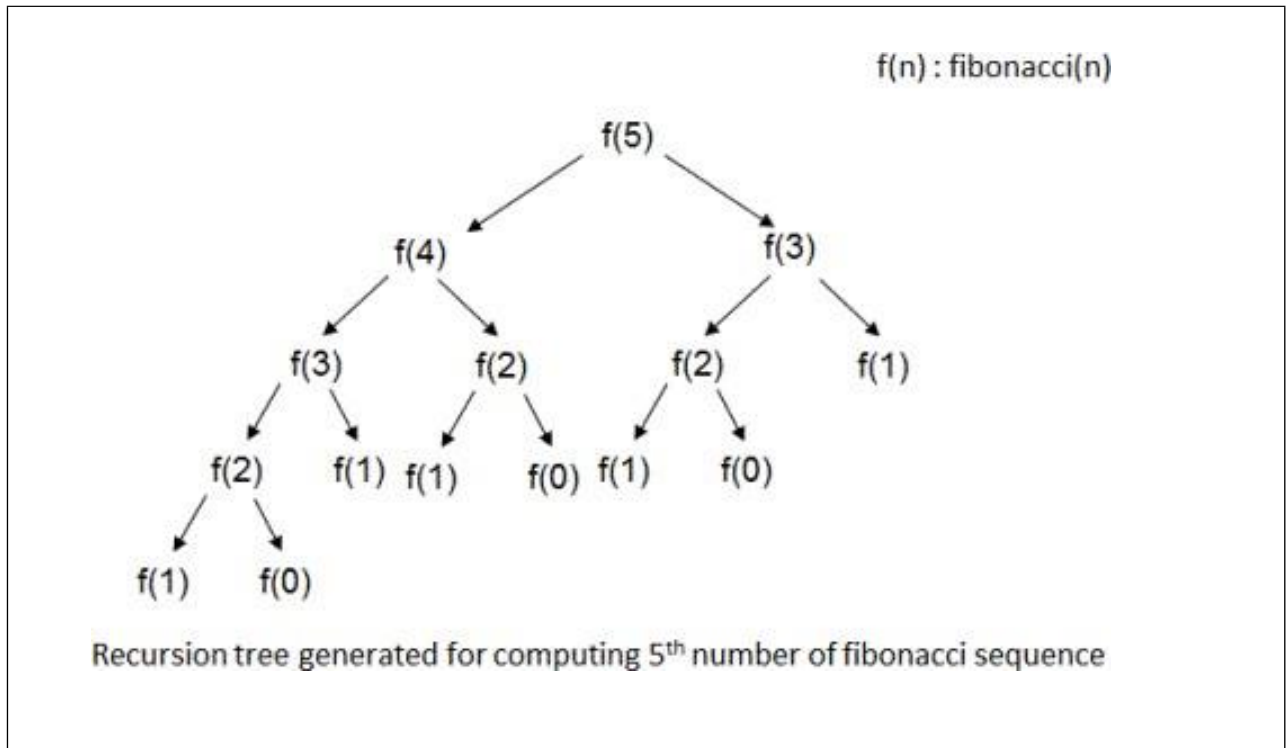 f(n) : fibonacci(n)
f(5)
f(4) f(3)
f(3) f(2) f(2) f(1)
f(2) f(1) f(1) f(0) f(1) f(0)
f(1) f(0)
Recursion tree generated for computing 5th number of fibonacci sequence